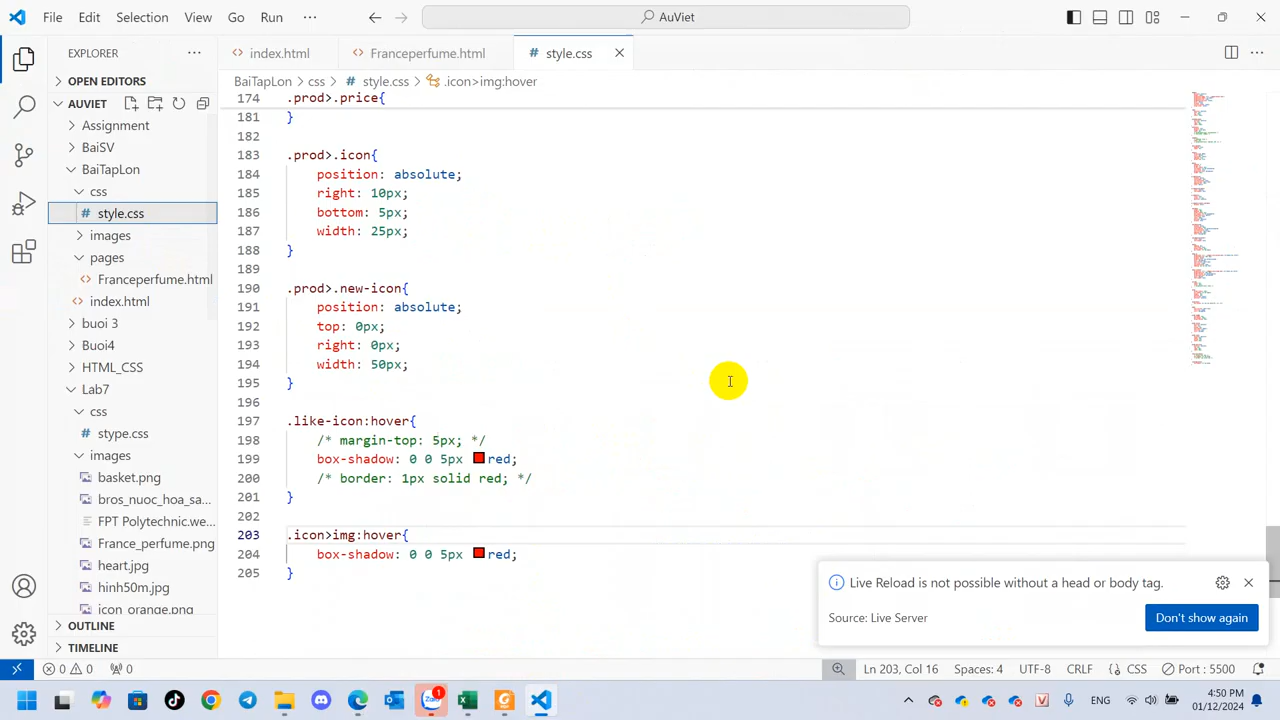 File Edit Selection View Go Run ··· AuViet
EXPLORER ···
OPEN EDITORS
AUVIET
Assignment
BaiSV
BaiTapLon
css
# style.css
images
pages
<> Franceperfume.html
<> index.html
buoi 3
Buoi4
HTML_CSS
Lab7
css
# stype.css
images
basket.png
bros_nuoc_hoa_sa...
FPT Polytechnic.we...
France_perfume.png
heart.jpg
hinh50m.jpg
icon_orange.png
OUTLINE
TIMELINE
<> index.html <> Franceperfume.html # style.css
BaiTapLon > css > # style.css > .icon>img:hover
174 .prod>.price{
181 }
182
183 .prod>.icon{
184 position: absolute;
185 right: 10px;
186 bottom: 5px;
187 width: 25px;
188 }
189
190 .prod>.new-icon{
191 position: absolute;
192 top: 0px;
193 right: 0px;
194 width: 50px;
195 }
196
197 .like-icon:hover{
198 /* margin-top: 5px; */
199 box-shadow: 0 0 5px red;
200 /* border: 1px solid red; */
201 }
202
203 .icon>img:hover{
204 box-shadow: 0 0 5px red;
205 }
Live Reload is not possible without a head or body tag.
Source: Live Server Don't show again
0 0 0 Ln 203, Col 16 Spaces: 4 UTF-8 CRLF {} CSS Port : 5500
Zalo 1 ENG 4:50 PM
01/12/2024